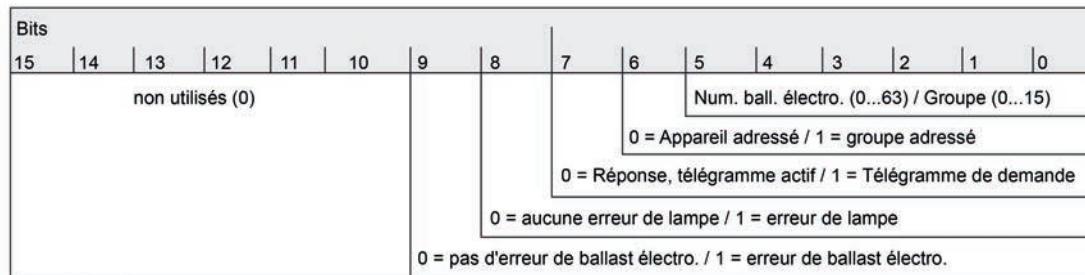 Bits
15 14 13 12 11 10 9 8 7 6 5 4 3 2 1 0
non utilisés (0)
Num. ball. électro. (0...63) / Groupe (0...15)
0 = Appareil adressé / 1 = groupe adressé
0 = Réponse, télégramme actif / 1 = Télégramme de demande
0 = aucune erreur de lampe / 1 = erreur de lampe
0 = pas d'erreur de ballast électro. / 1 = erreur de ballast électro.